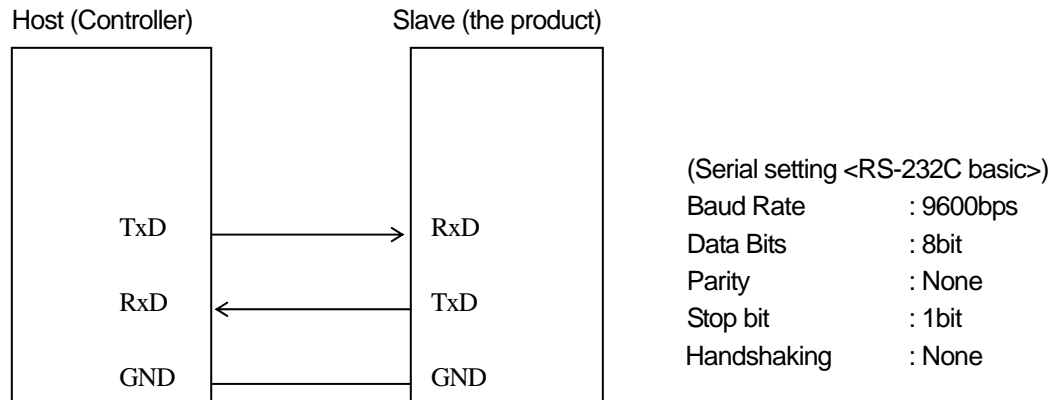 Host (Controller)
Slave (the product)
TxD
RxD
RxD
TxD
GND
GND
(Serial setting <RS-232C basic>)
Baud Rate : 9600bps
Data Bits : 8bit
Parity : None
Stop bit : 1bit
Handshaking : None